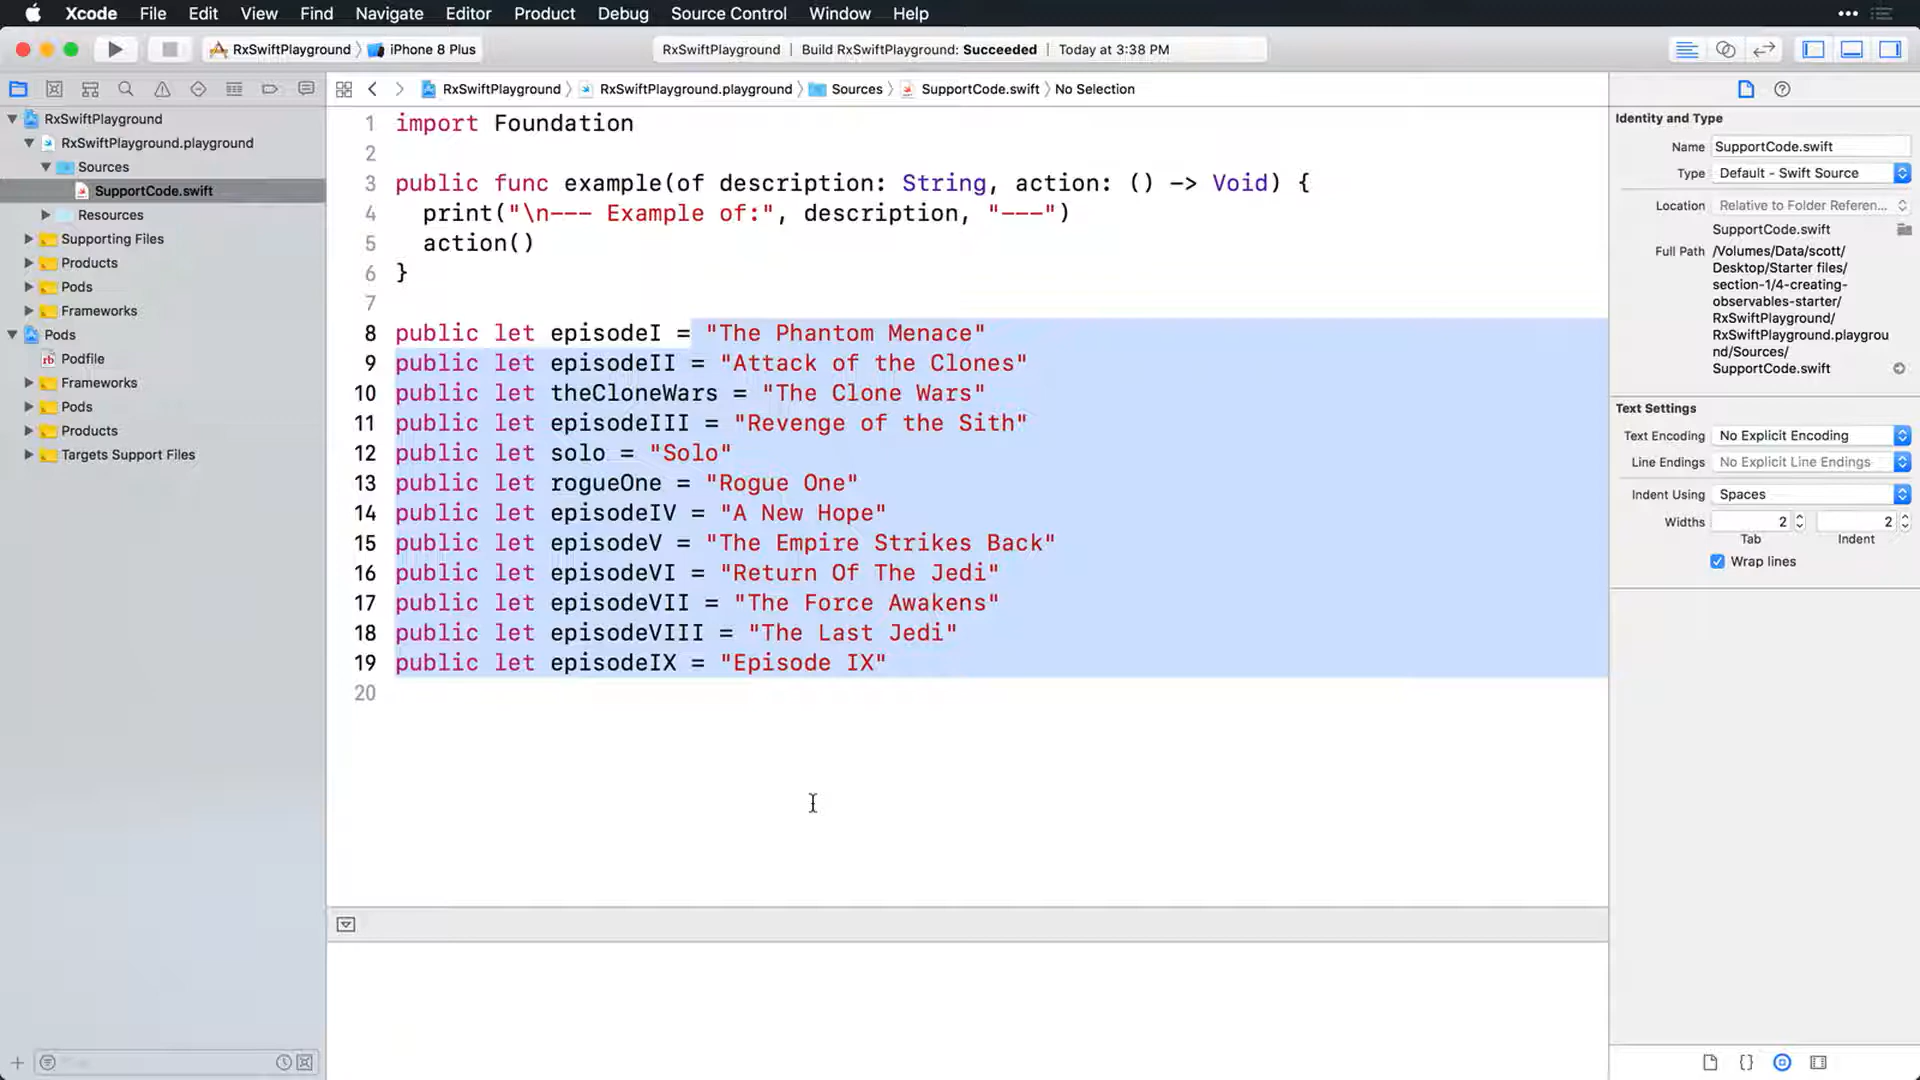 Xcode File Edit View Find Navigate Editor Product Debug Source Control Window Help
RxSwiftPlayground iPhone 8 Plus
RxSwiftPlayground | Build RxSwiftPlayground: Succeeded | Today at 3:38 PM
RxSwiftPlayground RxSwiftPlayground.playground Sources SupportCode.swift No Selection
RxSwiftPlayground
RxSwiftPlayground.playground
Sources
SupportCode.swift
Resources
Supporting Files
Products
Pods
Frameworks
Pods
Podfile
Frameworks
Pods
Products
Targets Support Files
1 import Foundation
2
3 public func example(of description: String, action: () -> Void) {
4 print("\n--- Example of:", description, "---")
5 action()
6 }
7
8 public let episodeI = "The Phantom Menace"
9 public let episodeII = "Attack of the Clones"
10 public let theCloneWars = "The Clone Wars"
11 public let episodeIII = "Revenge of the Sith"
12 public let solo = "Solo"
13 public let rogueOne = "Rogue One"
14 public let episodeIV = "A New Hope"
15 public let episodeV = "The Empire Strikes Back"
16 public let episodeVI = "Return Of The Jedi"
17 public let episodeVII = "The Force Awakens"
18 public let episodeVIII = "The Last Jedi"
19 public let episodeIX = "Episode IX"
20
Identity and Type
Name SupportCode.swift
Type Default - Swift Source
Location Relative to Folder Referen...
SupportCode.swift
Full Path /Volumes/Data/scott/
Desktop/Starter files/
section-1/4-creating-
observables-starter/
RxSwiftPlayground/
RxSwiftPlayground.playgrou
nd/Sources/
SupportCode.swift
Text Settings
Text Encoding No Explicit Encoding
Line Endings No Explicit Line Endings
Indent Using Spaces
Widths 2 2
Tab Indent
Wrap lines